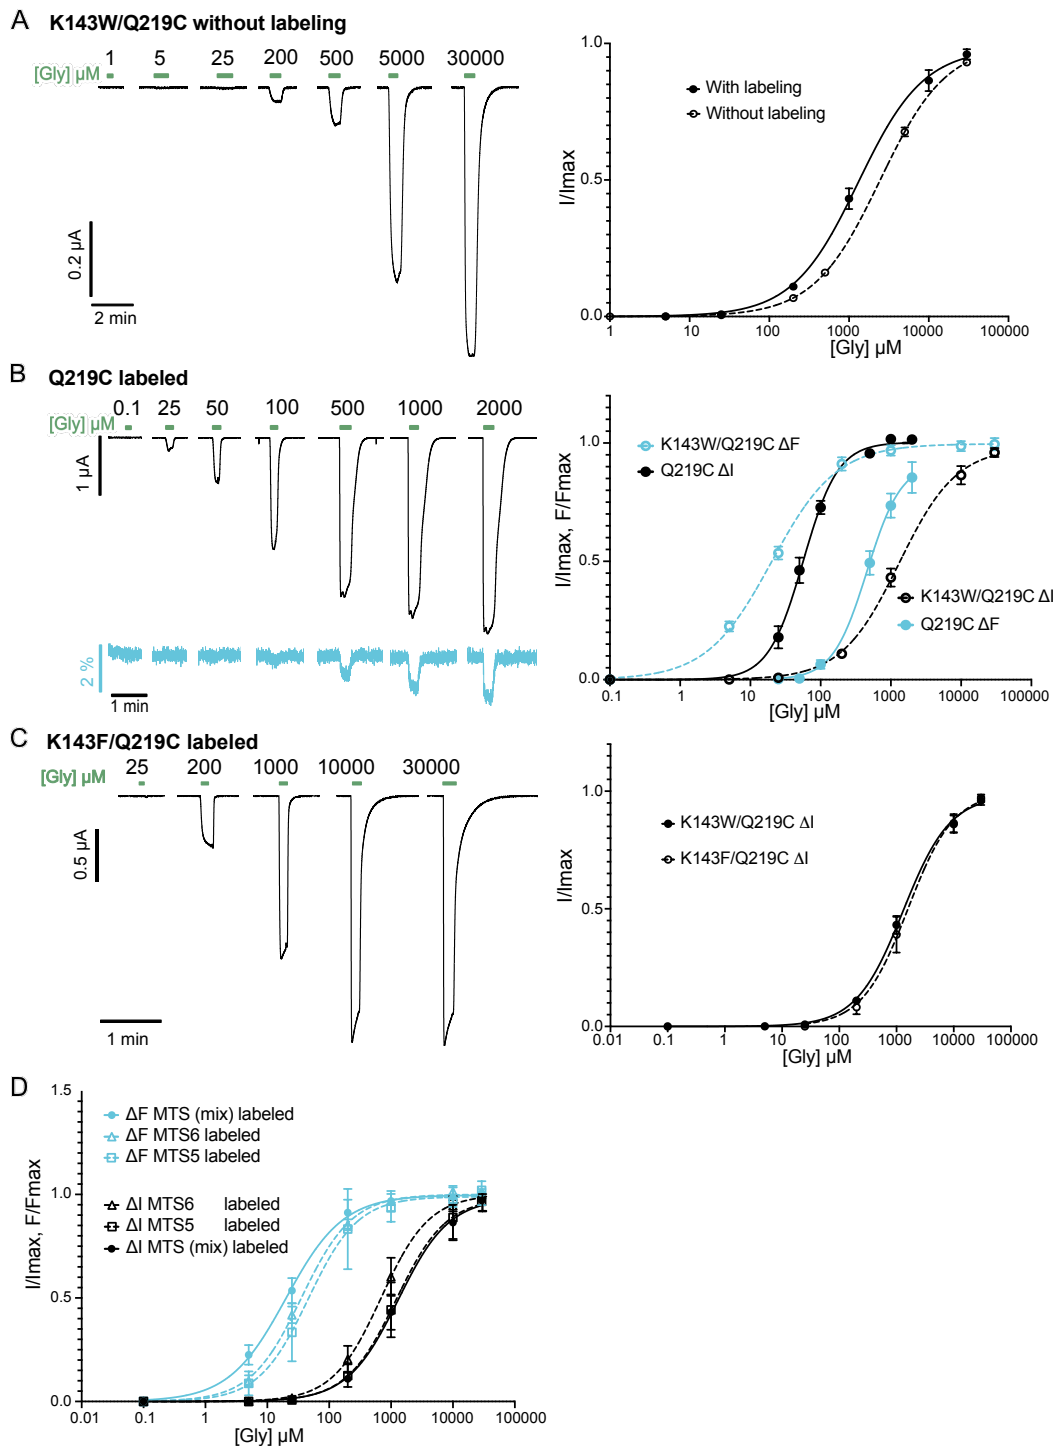 A K143W/Q219C without labeling
1 5 25 200 500 5000 30000
[Gly] µM
0.2 µA
2 min
I/Imax
1.0
0.5
0.0
With labeling
Without labeling
1 10 100 1000 10000 100000
[Gly] µM
B Q219C labeled
0.1 25 50 100 500 1000 2000
[Gly] µM
1 µA
2 %
1 min
I/Imax, F/Fmax
1.0
0.5
0.0
K143W/Q219C ΔF
Q219C ΔI
K143W/Q219C ΔI
Q219C ΔF
0.1 1 10 100 1000 10000 100000
[Gly] µM
C K143F/Q219C labeled
25 200 1000 10000 30000
[Gly] µM
0.5 µA
1 min
I/Imax
1.0
0.5
0.0
K143W/Q219C ΔI
K143F/Q219C ΔI
0.01 0.1 1 10 100 1000 10000 100000
[Gly] µM
D
I/Imax, F/Fmax
1.5
1.0
0.5
0.0
ΔF MTS (mix) labeled
ΔF MTS6 labeled
ΔF MTS5 labeled
ΔI MTS6 labeled
ΔI MTS5 labeled
ΔI MTS (mix) labeled
0.01 0.1 1 10 100 1000 10000 100000
[Gly] µM